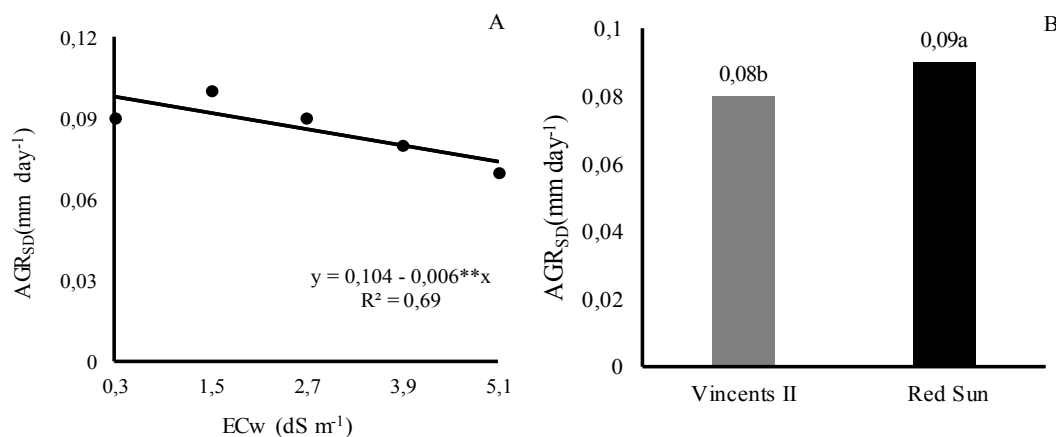 A
0,12
0,09
0,06
0,03
0
AGR_SD(mm day⁻¹)
y = 0,104 - 0,006**x
R² = 0,69
0,3 1,5 2,7 3,9 5,1
ECw (dS m⁻¹)
B
0,1
0,08
0,06
0,04
0,02
0
AGR_SD(mm day⁻¹)
0,08b
0,09a
Vincents II Red Sun